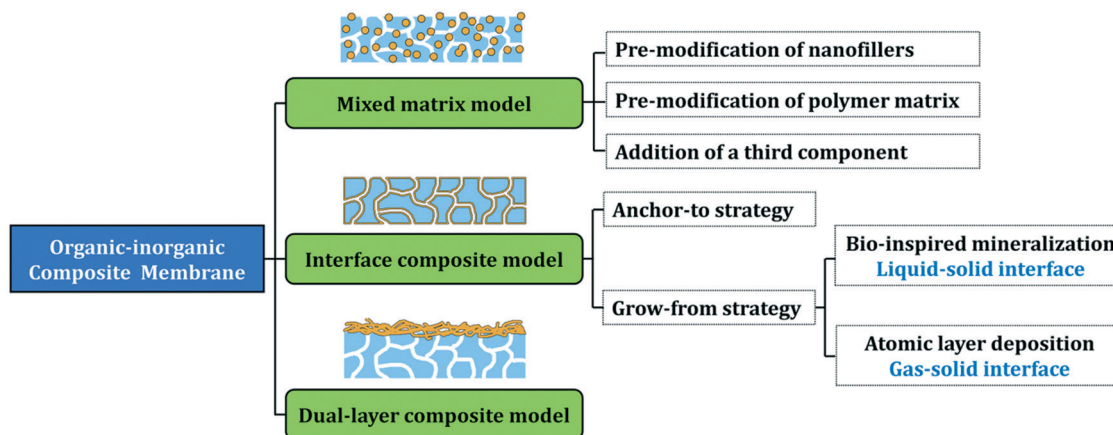 Organic-inorganic
Composite Membrane
Mixed matrix model
Pre-modification of nanofillers
Pre-modification of polymer matrix
Addition of a third component
Interface composite model
Anchor-to strategy
Grow-from strategy
Bio-inspired mineralization
Liquid-solid interface
Atomic layer deposition
Gas-solid interface
Dual-layer composite model